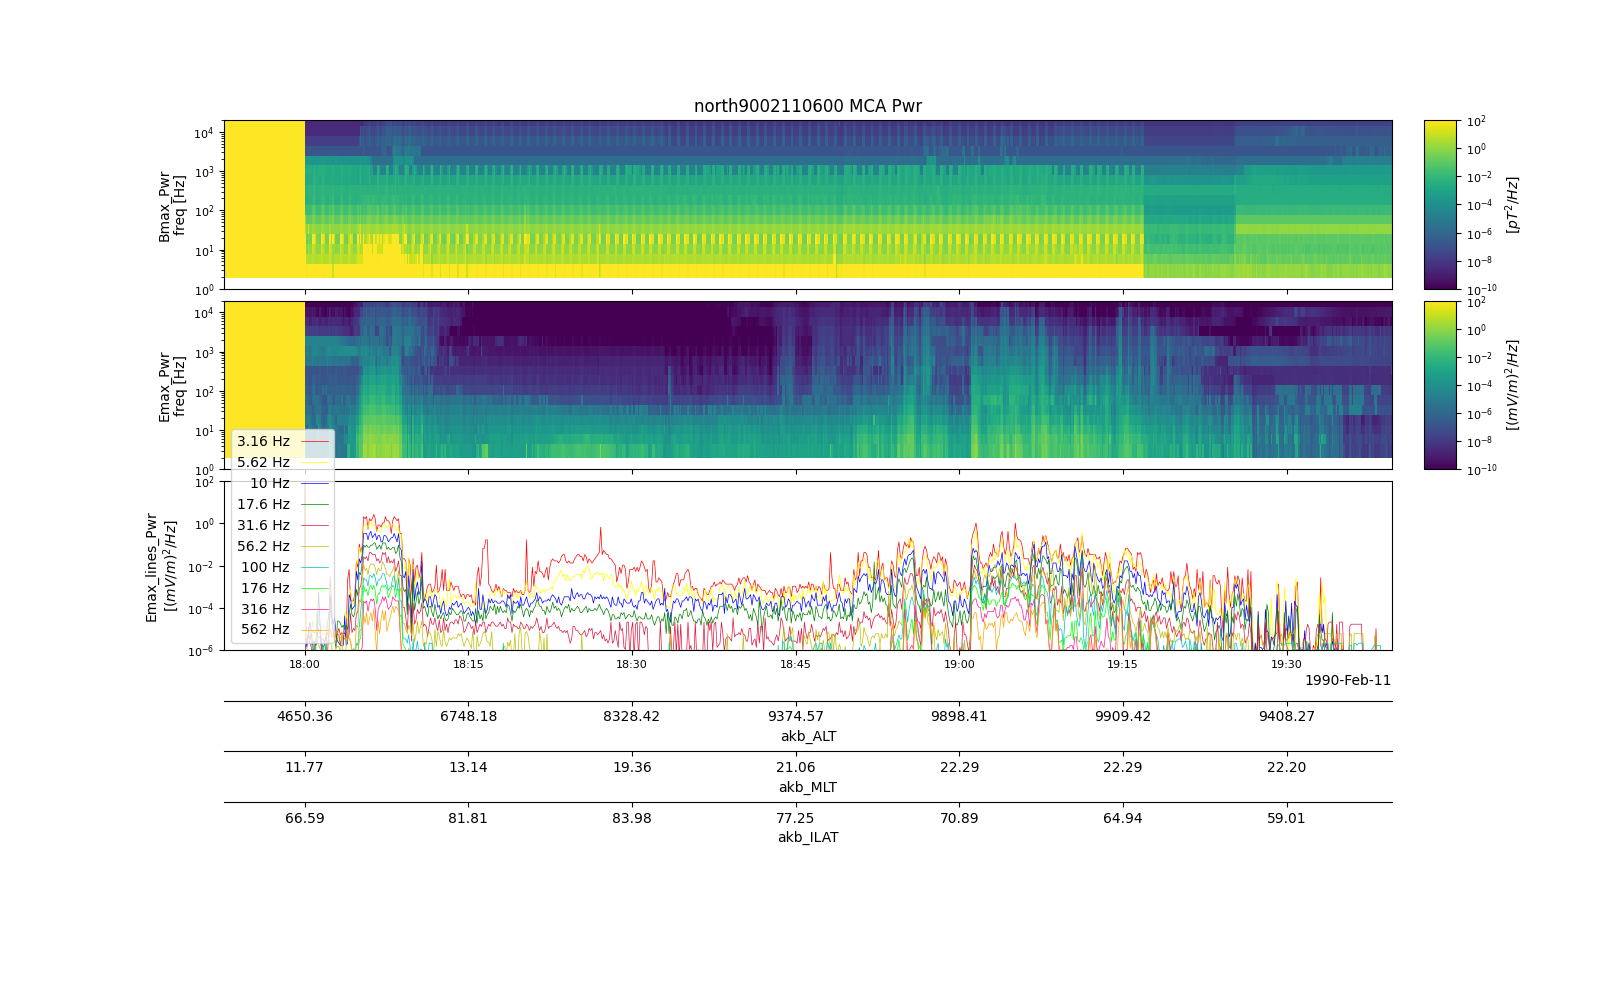 north9002110600 MCA Pwr
Bmax_Pwr
freq [Hz]
10^4
10^3
10^2
10^1
10^0
10^2
10^0
10^−2
10^−4
10^−6
10^−8
10^−10
[pT^2/Hz]
Emax_Pwr
freq [Hz]
10^4
10^3
10^2
10^1
10^0
10^2
10^0
10^−2
10^−4
10^−6
10^−8
10^−10
[(mV/m)^2/Hz]
Emax_lines_Pwr
[(mV/m)^2/Hz]
10^2
10^0
10^−2
10^−4
10^−6
3.16 Hz
5.62 Hz
10 Hz
17.6 Hz
31.6 Hz
56.2 Hz
100 Hz
176 Hz
316 Hz
562 Hz
18:00 18:15 18:30 18:45 19:00 19:15 19:30
1990-Feb-11
4650.36 6748.18 8328.42 9374.57 9898.41 9909.42 9408.27
akb_ALT
11.77 13.14 19.36 21.06 22.29 22.29 22.20
akb_MLT
66.59 81.81 83.98 77.25 70.89 64.94 59.01
akb_ILAT